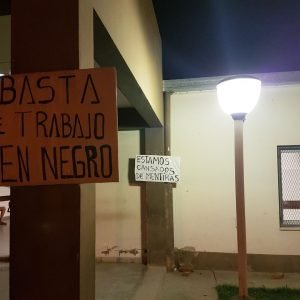 BASTA
E TRABAJO
EN NEGRO
ESTAMOS
CANSADOS
DE MENTIRAS